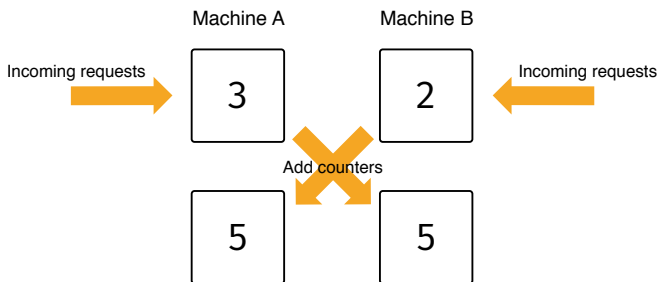 Machine A
Machine B
Incoming requests
3
2
Incoming requests
Add counters
5
5